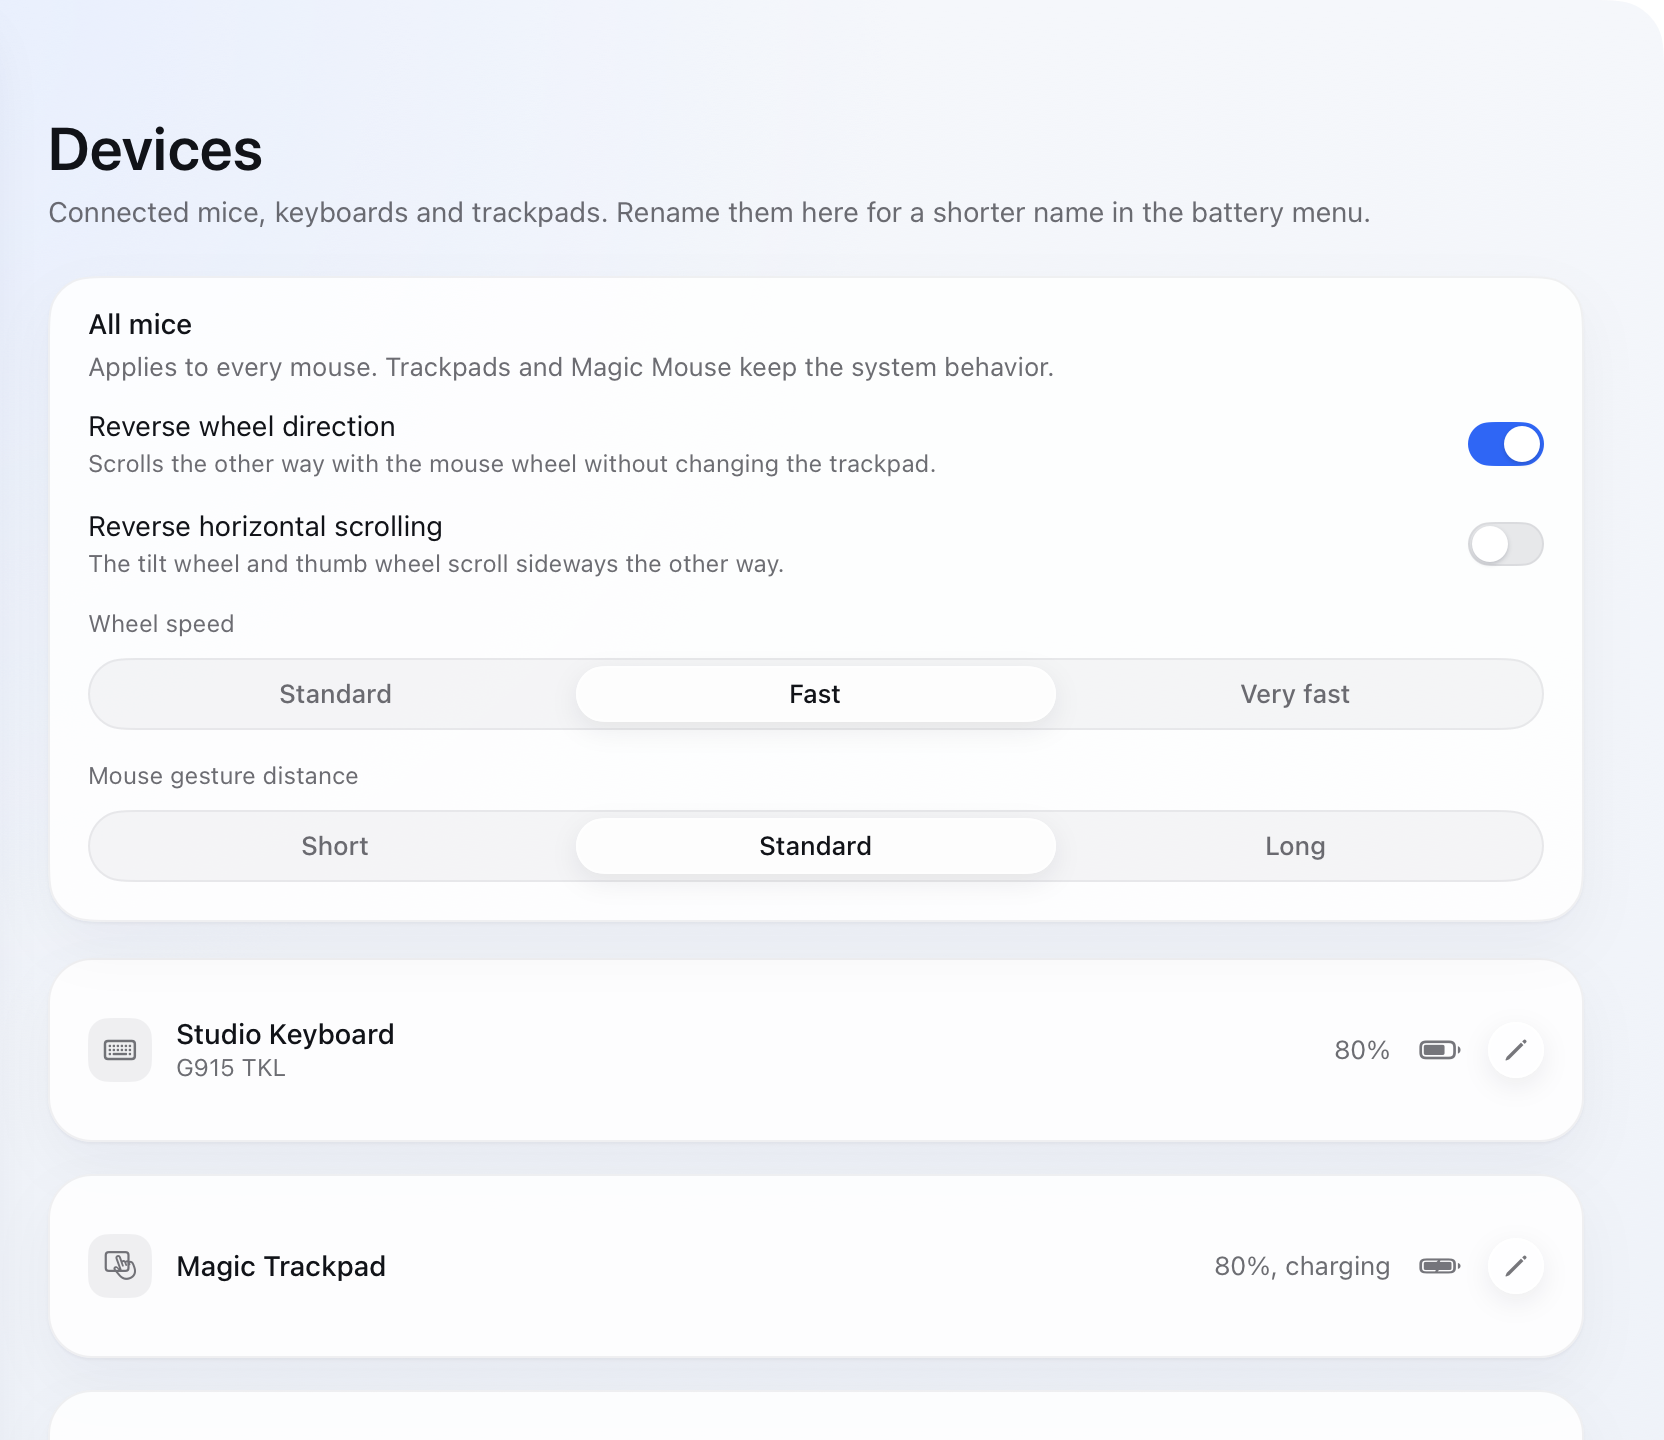 Devices
Connected mice, keyboards and trackpads. Rename them here for a shorter name in the battery menu.
All mice
Applies to every mouse. Trackpads and Magic Mouse keep the system behavior.
Reverse wheel direction
Scrolls the other way with the mouse wheel without changing the trackpad.
Reverse horizontal scrolling
The tilt wheel and thumb wheel scroll sideways the other way.
Wheel speed
Standard Fast Very fast
Mouse gesture distance
Short Standard Long
Studio Keyboard
G915 TKL
80%
Magic Trackpad
80%, charging